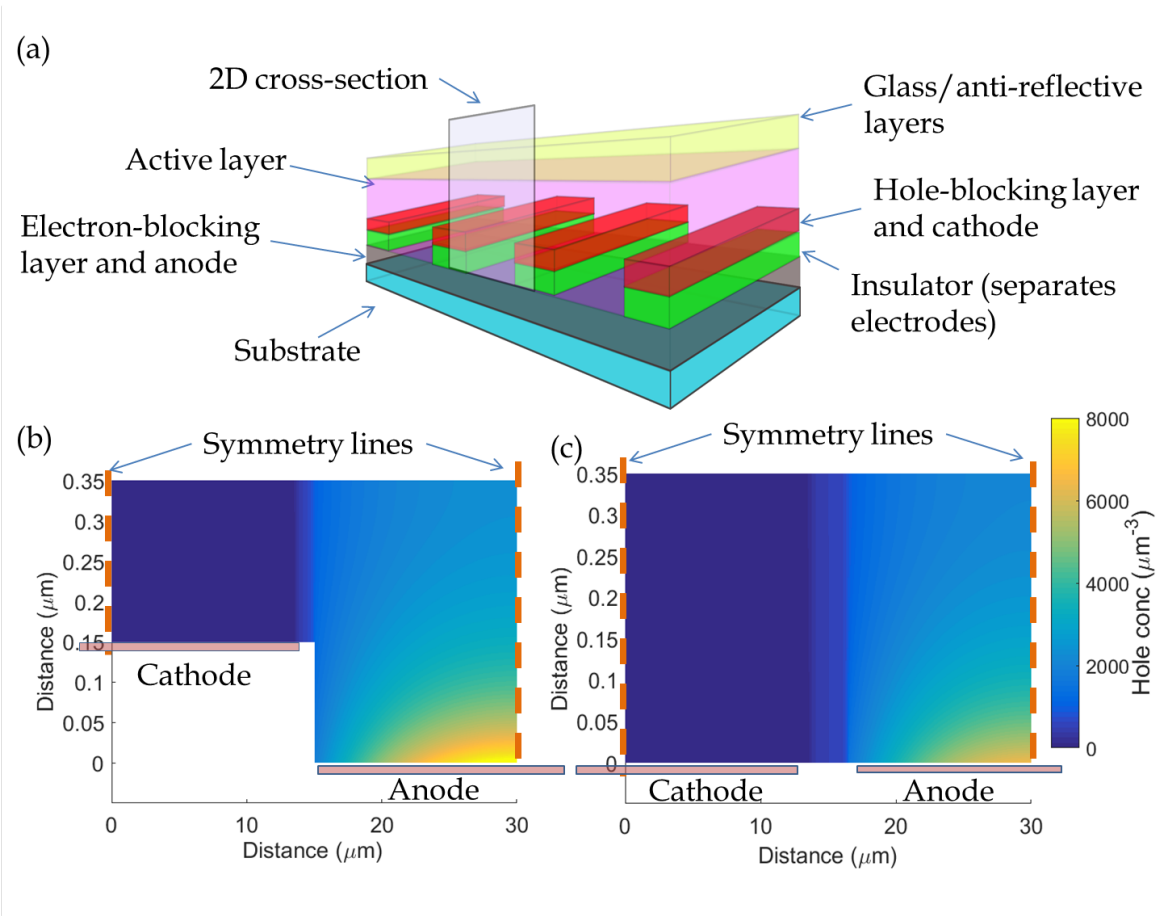 (a)
2D cross-section
Glass/anti-reflective
layers
Active layer
Hole-blocking layer
and cathode
Electron-blocking
layer and anode
Insulator (separates
electrodes)
Substrate
(b)
Symmetry lines
0.35
0.3
0.25
0.2
0.15
0.1
0.05
0
Distance (μm)
Cathode
Anode
0
10
20
30
Distance (μm)
(c)
Symmetry lines
0.35
0.3
0.25
0.2
0.15
0.1
0.05
0
Distance (μm)
Cathode
Anode
0
10
20
30
Distance (μm)
8000
6000
4000
2000
0
Hole conc (μm-3)